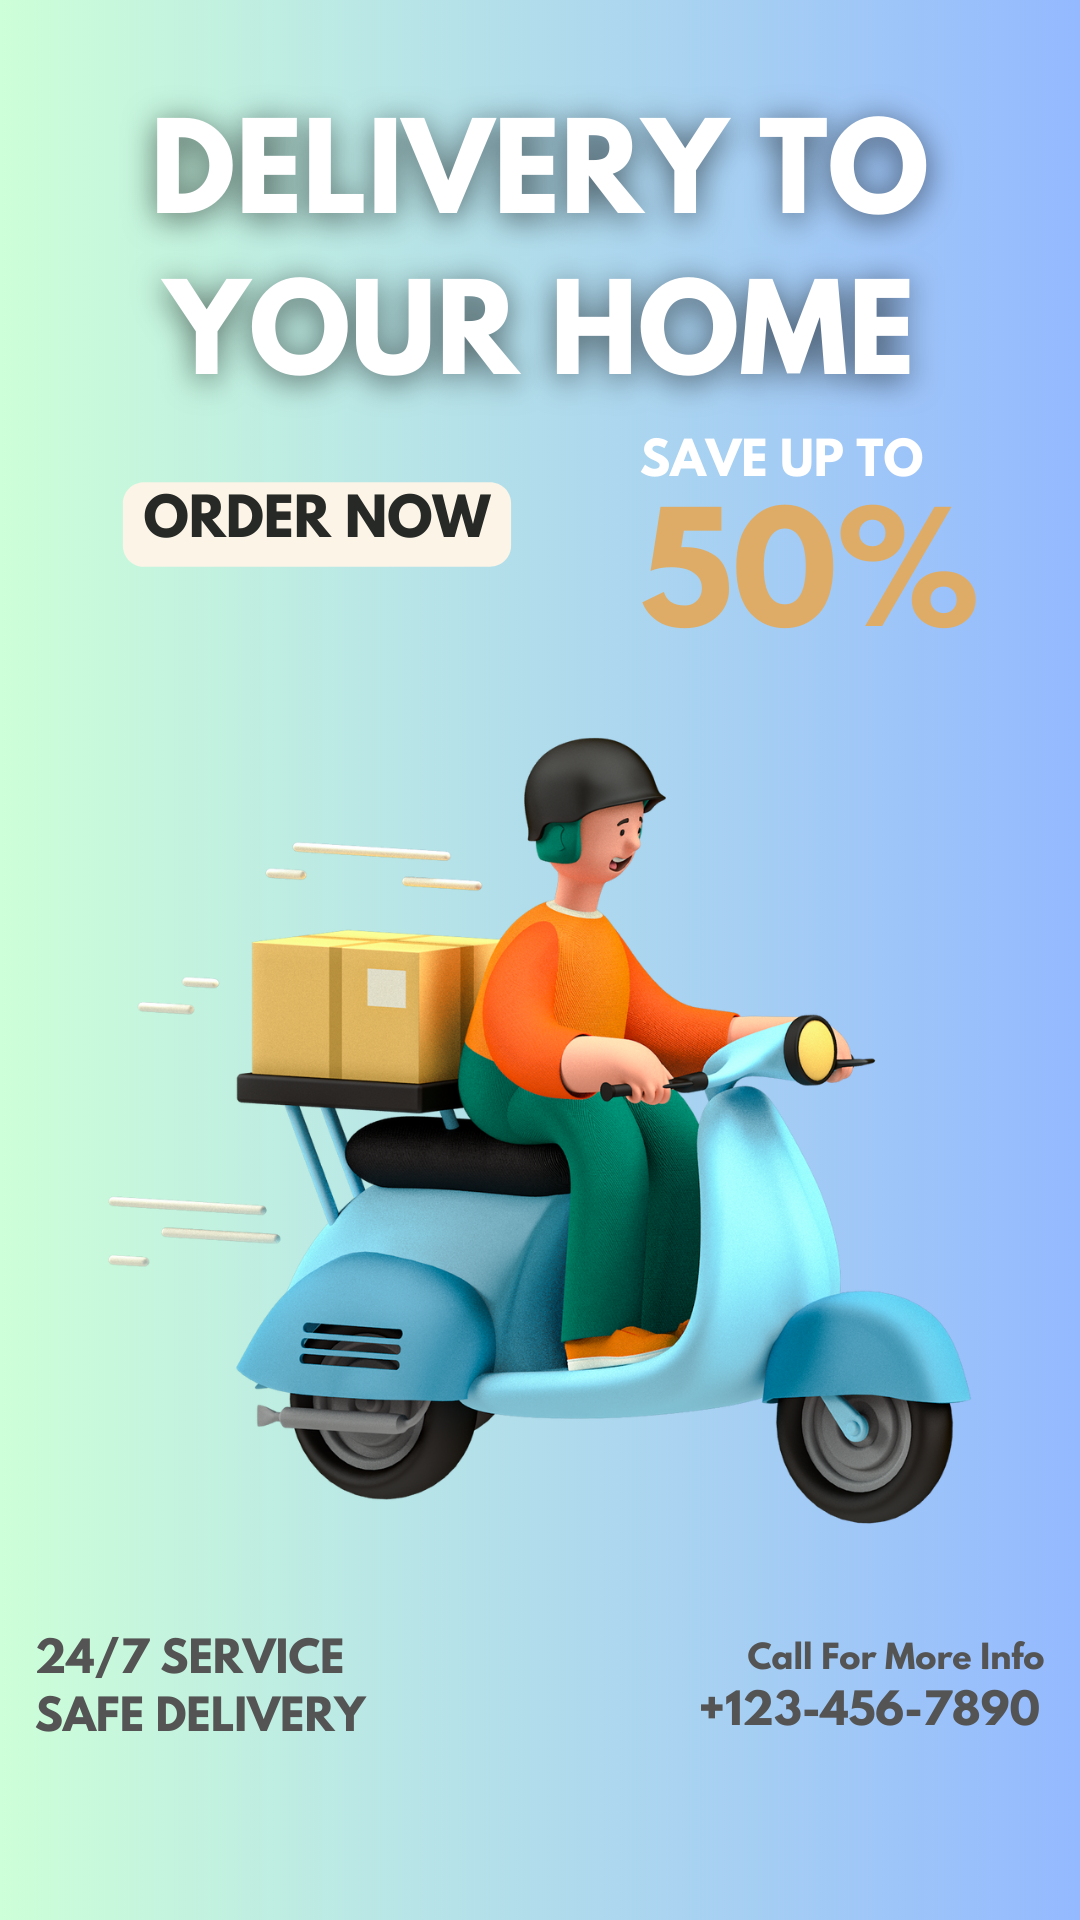 DELIVERY TO
YOUR HOME
ORDER NOW
SAVE UP TO
50%
24/7 SERVICE
SAFE DELIVERY
Call For More Info
+123-456-7890